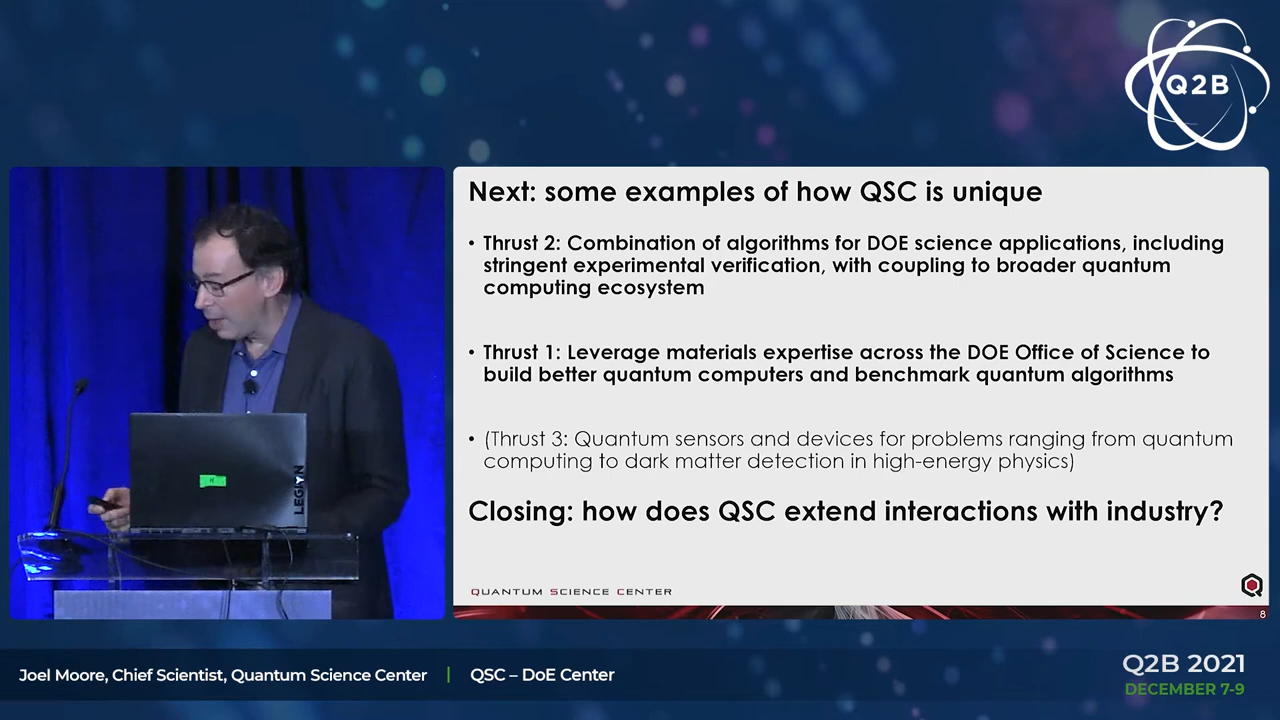 Q2B
Next: some examples of how QSC is unique
• Thrust 2: Combination of algorithms for DOE science applications, including
stringent experimental verification, with coupling to broader quantum
computing ecosystem
• Thrust 1: Leverage materials expertise across the DOE Office of Science to
build better quantum computers and benchmark quantum algorithms
• (Thrust 3: Quantum sensors and devices for problems ranging from quantum
computing to dark matter detection in high-energy physics)
Closing: how does QSC extend interactions with industry?
QUANTUM SCIENCE CENTER
8
LEGION
Joel Moore, Chief Scientist, Quantum Science Center | QSC – DoE Center
Q2B 2021
DECEMBER 7-9